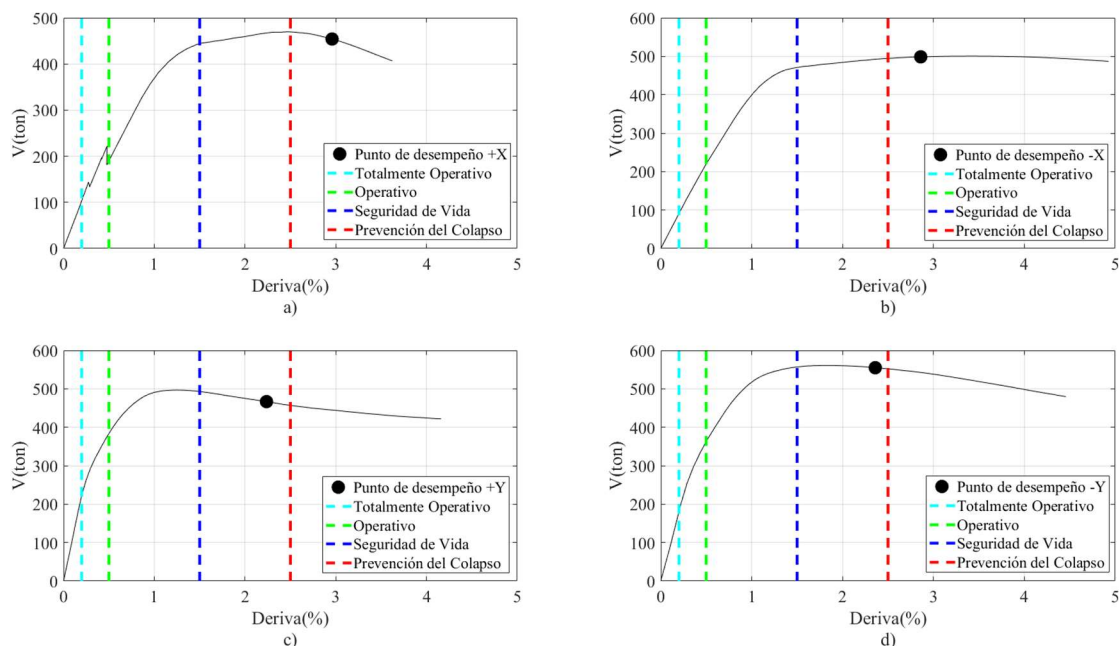 500
400
300
200
100
0
V(ton)
0 1 2 3 4 5
Deriva(%)
a)
Punto de desempeño +X
Totalmente Operativo
Operativo
Seguridad de Vida
Prevención del Colapso
600
500
400
300
200
100
0
V(ton)
0 1 2 3 4 5
Deriva(%)
b)
Punto de desempeño -X
Totalmente Operativo
Operativo
Seguridad de Vida
Prevención del Colapso
600
500
400
300
200
100
0
V(ton)
0 1 2 3 4 5
Deriva(%)
c)
Punto de desempeño +Y
Totalmente Operativo
Operativo
Seguridad de Vida
Prevención del Colapso
600
500
400
300
200
100
0
V(ton)
0 1 2 3 4 5
Deriva(%)
d)
Punto de desempeño -Y
Totalmente Operativo
Operativo
Seguridad de Vida
Prevención del Colapso